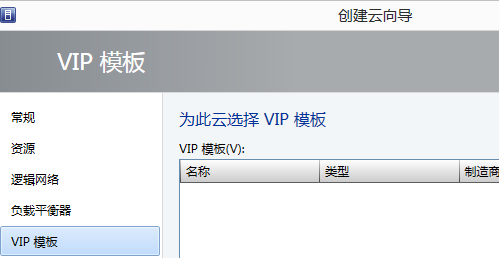 创建云向导
VIP 模板
常规
资源
逻辑网络
负载平衡器
VIP 模板
为此云选择 VIP 模板
VIP 模板(V):
名称 类型 制造商